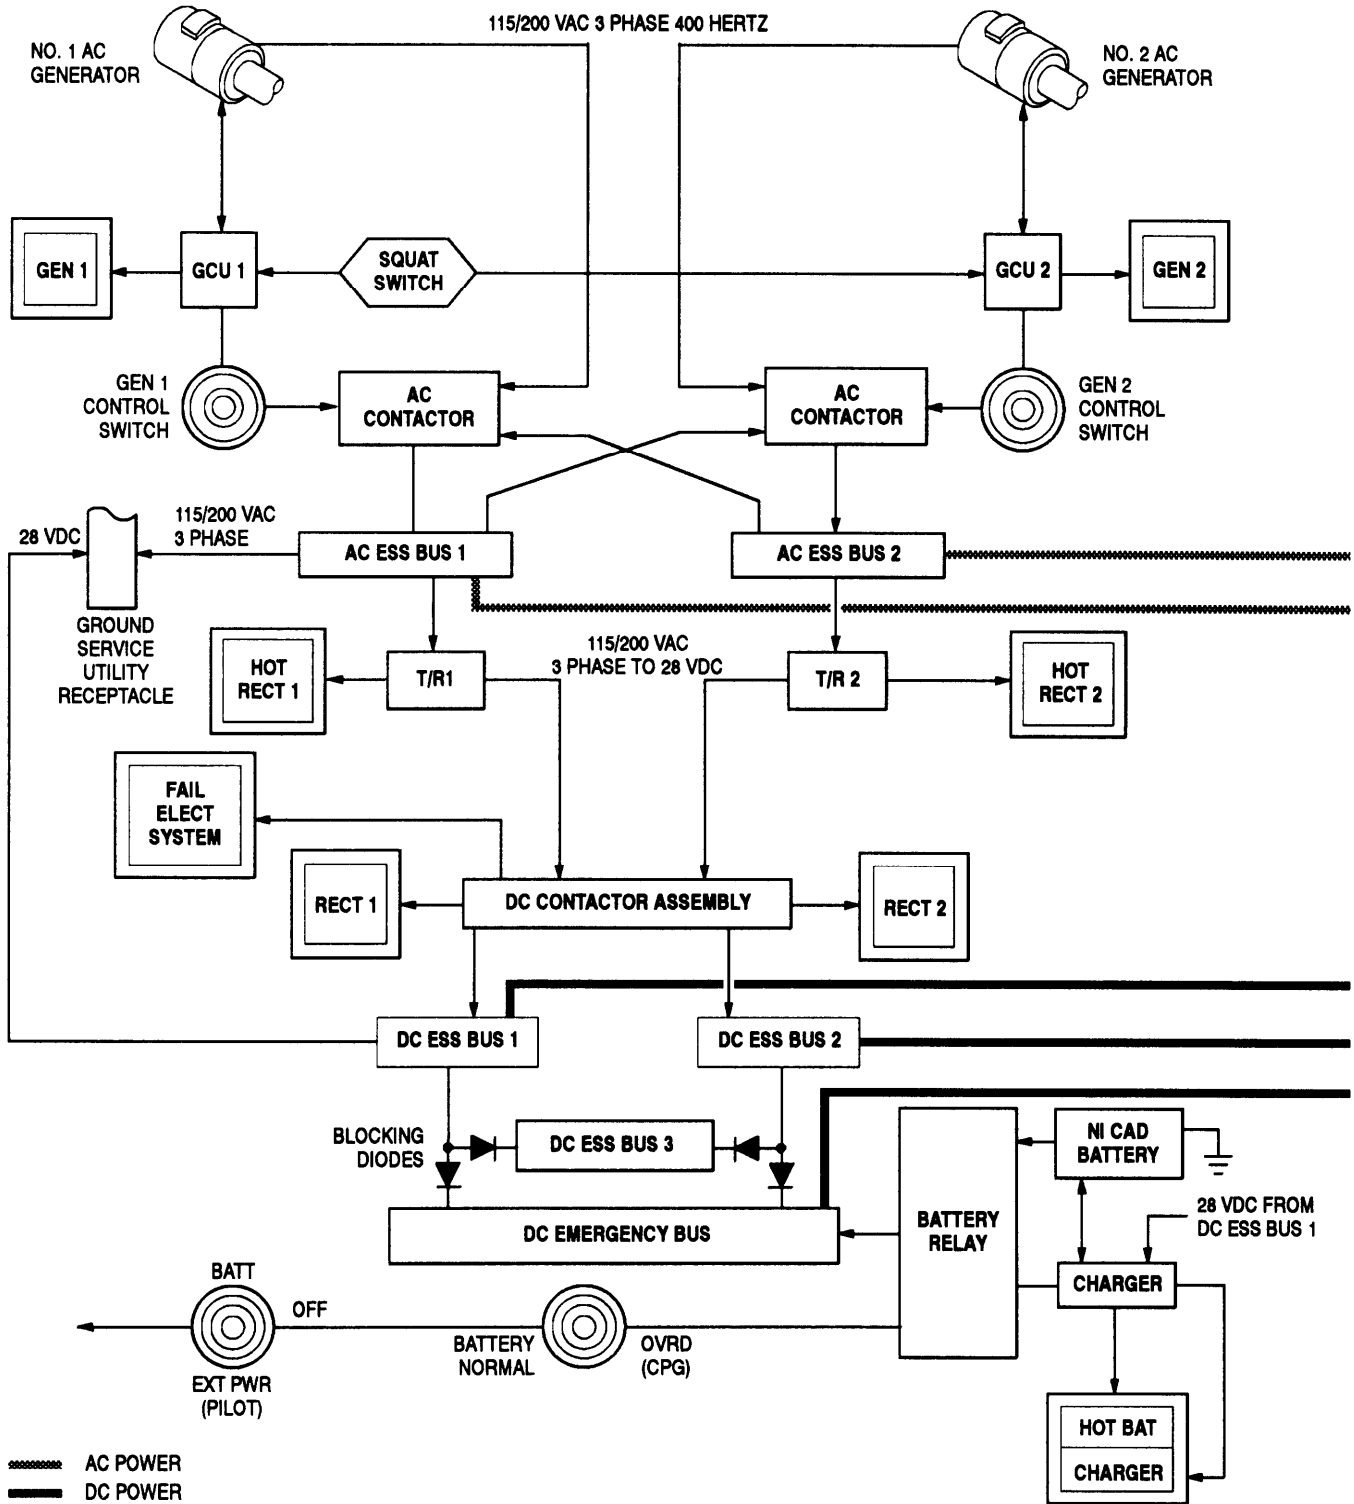 115/200 VAC 3 PHASE 400 HERTZ
NO. 1 AC
GENERATOR
NO. 2 AC
GENERATOR
GEN 1
GCU 1
SQUAT
SWITCH
GCU 2
GEN 2
GEN 1
CONTROL
SWITCH
AC
CONTACTOR
AC
CONTACTOR
GEN 2
CONTROL
SWITCH
28 VDC
115/200 VAC
3 PHASE
AC ESS BUS 1
AC ESS BUS 2
GROUND
SERVICE
UTILITY
RECEPTACLE
HOT
RECT 1
T/R1
115/200 VAC
3 PHASE TO 28 VDC
T/R 2
HOT
RECT 2
FAIL
ELECT
SYSTEM
RECT 1
DC CONTACTOR ASSEMBLY
RECT 2
DC ESS BUS 1
DC ESS BUS 2
BLOCKING
DIODES
DC ESS BUS 3
NI CAD
BATTERY
DC EMERGENCY BUS
BATTERY
RELAY
28 VDC FROM
DC ESS BUS 1
CHARGER
BATT
OFF
EXT PWR
(PILOT)
BATTERY
NORMAL
OVRD
(CPG)
HOT BAT
CHARGER
AC POWER
DC POWER